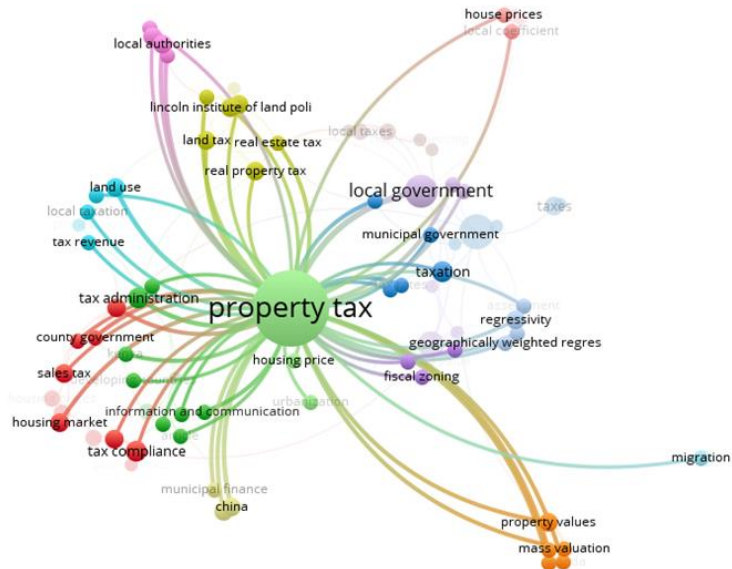 house prices
local coefficient
local authorities
lincoln institute of land poli
local taxes
land tax
real estate tax
real property tax
land use
local government
local taxation
taxes
municipal government
tax revenue
taxation
tax administration
property tax
regressivity
county government
geographically weighted regres
housing price
sales tax
fiscal zoning
urbanization
information and communication
housing market
tax compliance
migration
municipal finance
china
property values
mass valuation